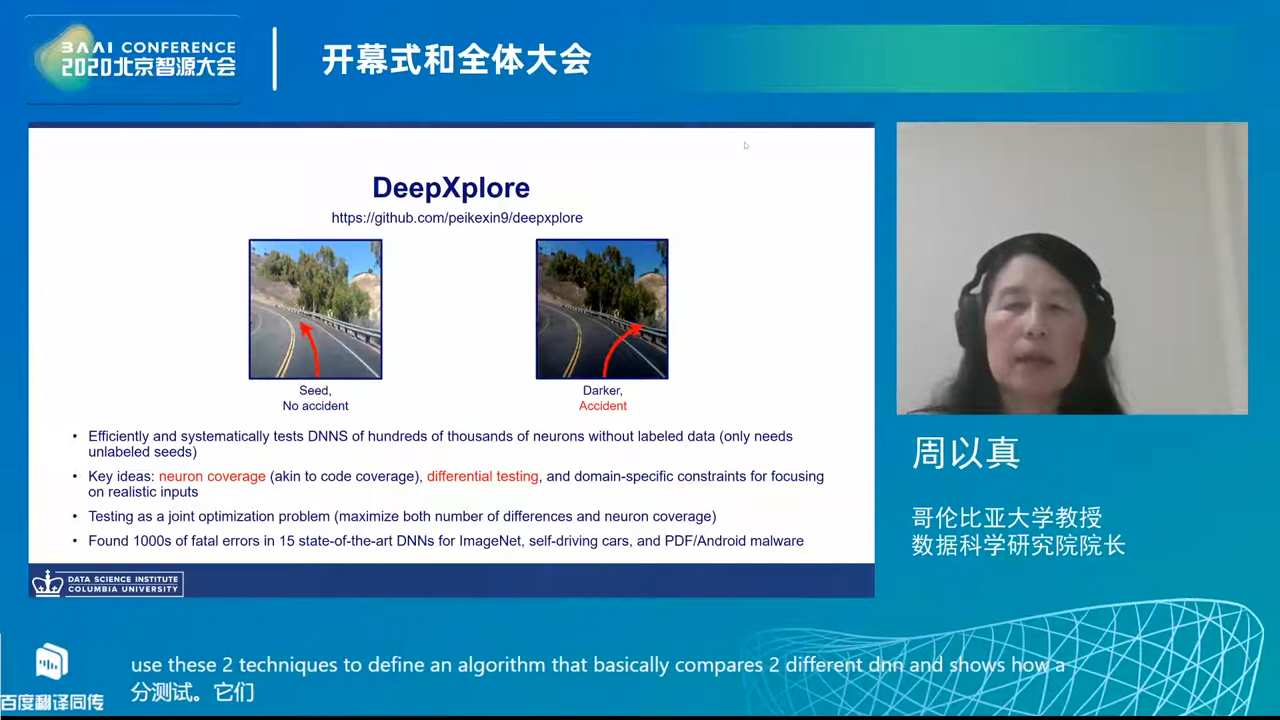 BAAI CONFERENCE
2020北京智源大会
开幕式和全体大会
DeepXplore
https://github.com/peikexin9/deepxplore
Seed,
No accident
Darker,
Accident
• Efficiently and systematically tests DNNS of hundreds of thousands of neurons without labeled data (only needs
unlabeled seeds)
• Key ideas: neuron coverage (akin to code coverage), differential testing, and domain-specific constraints for focusing
on realistic inputs
• Testing as a joint optimization problem (maximize both number of differences and neuron coverage)
• Found 1000s of fatal errors in 15 state-of-the-art DNNs for ImageNet, self-driving cars, and PDF/Android malware
DATA SCIENCE INSTITUTE
COLUMBIA UNIVERSITY
周以真
哥伦比亚大学教授
数据科学研究院院长
百度翻译同传
use these 2 techniques to define an algorithm that basically compares 2 different dnn and shows how a
分测试。它们